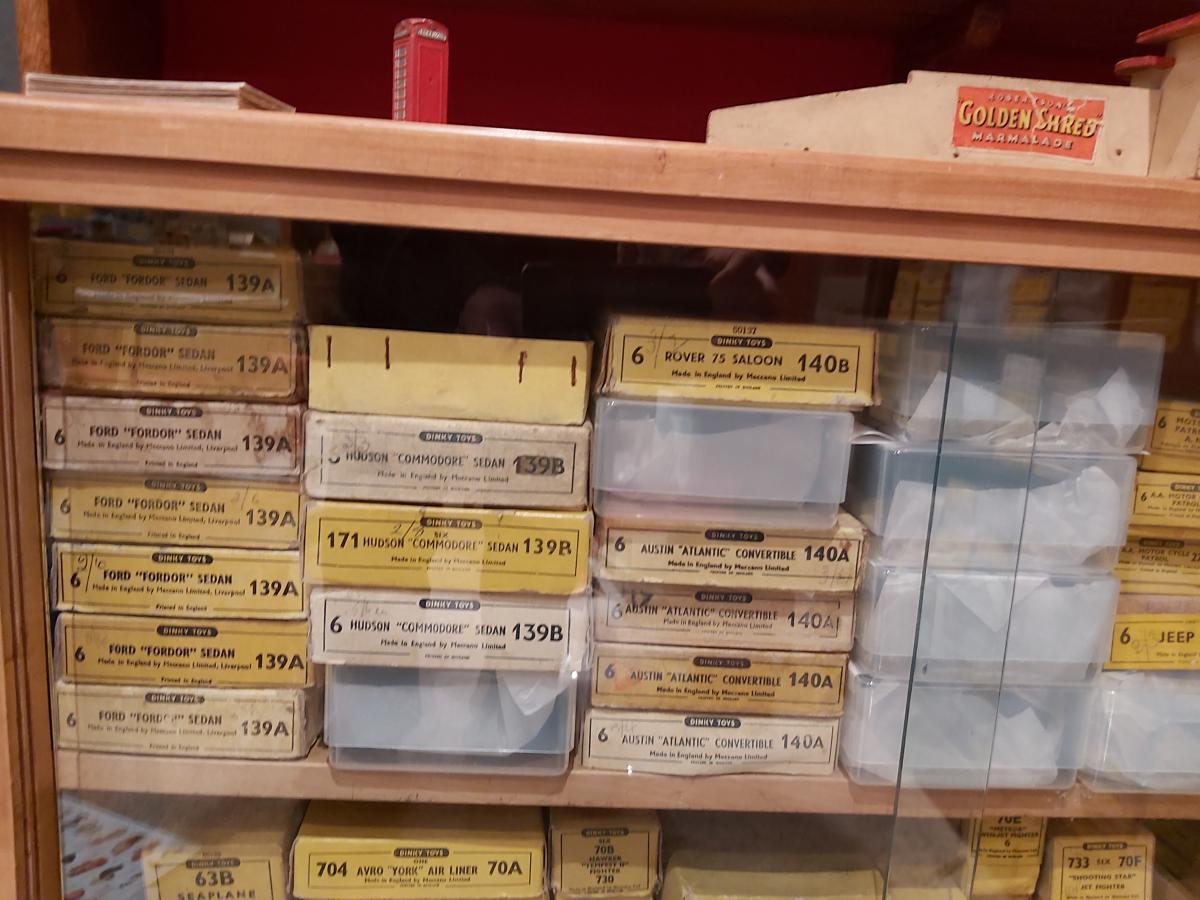 GOLDEN SHRED
MARMALADE
DINKY TOYS
6 FORD "FORDOR" SEDAN 139A
DINKY TOYS
FORD "FORDOR" SEDAN 139A
Made in England by Meccano Limited, Liverpool
Printed in England
DINKY TOYS
6 FORD "FORDOR" SEDAN 139A
Made in England by Meccano Limited, Liverpool
Printed in England
DINKY TOYS
6 FORD "FORDOR" SEDAN 139A
Made in England by Meccano Limited, Liverpool
Printed in England
DINKY TOYS
6 FORD "FORDOR" SEDAN 139A
Made in England by Meccano Limited, Liverpool
Printed in England
DINKY TOYS
6 FORD "FORDOR" SEDAN 139A
Made in England by Meccano Limited, Liverpool
Printed in England
DINKY TOYS
6 FORD "FORDOR" SEDAN 139A
Made in England by Meccano Limited, Liverpool
Printed in England
DINKY TOYS
HUDSON "COMMODORE" SEDAN 139B
Made in England by Meccano Limited
DINKY TOYS
SIX
171 HUDSON "COMMODORE" SEDAN 139B
Made in England by Meccano Limited
DINKY TOYS
6 HUDSON "COMMODORE" SEDAN 139B
Made in England by Meccano Limited
50137
DINKY TOYS
6 ROVER 75 SALOON 140B
Made in England by Meccano Limited
DINKY TOYS
6 AUSTIN "ATLANTIC" CONVERTIBLE 140A
Made in England by Meccano Limited
DINKY TOYS
6 AUSTIN "ATLANTIC" CONVERTIBLE 140A
Made in England by Meccano Limited
DINKY TOYS
6 AUSTIN "ATLANTIC" CONVERTIBLE 140A
Made in England by Meccano Limited
DINKY TOYS
6 AUSTIN "ATLANTIC" CONVERTIBLE 140A
Made in England by Meccano Limited
6
6 A.A. MOTOR
A.A. MOTOR CYCLE
PATROL
6 JEEP
DINKY TOYS
63B
SEAPLANE
DINKY TOYS
ONE
704 AVRO "YORK" AIR LINER 70A
Made in England by Meccano Limited
DINKY TOYS
SIX
70B
HAWKER
"TEMPEST II"
FIGHTER
730
70E
"METEOR"
TWIN JET FIGHTER
6
DINKY TOYS
733 SIX 70F
"SHOOTING STAR"
JET FIGHTER